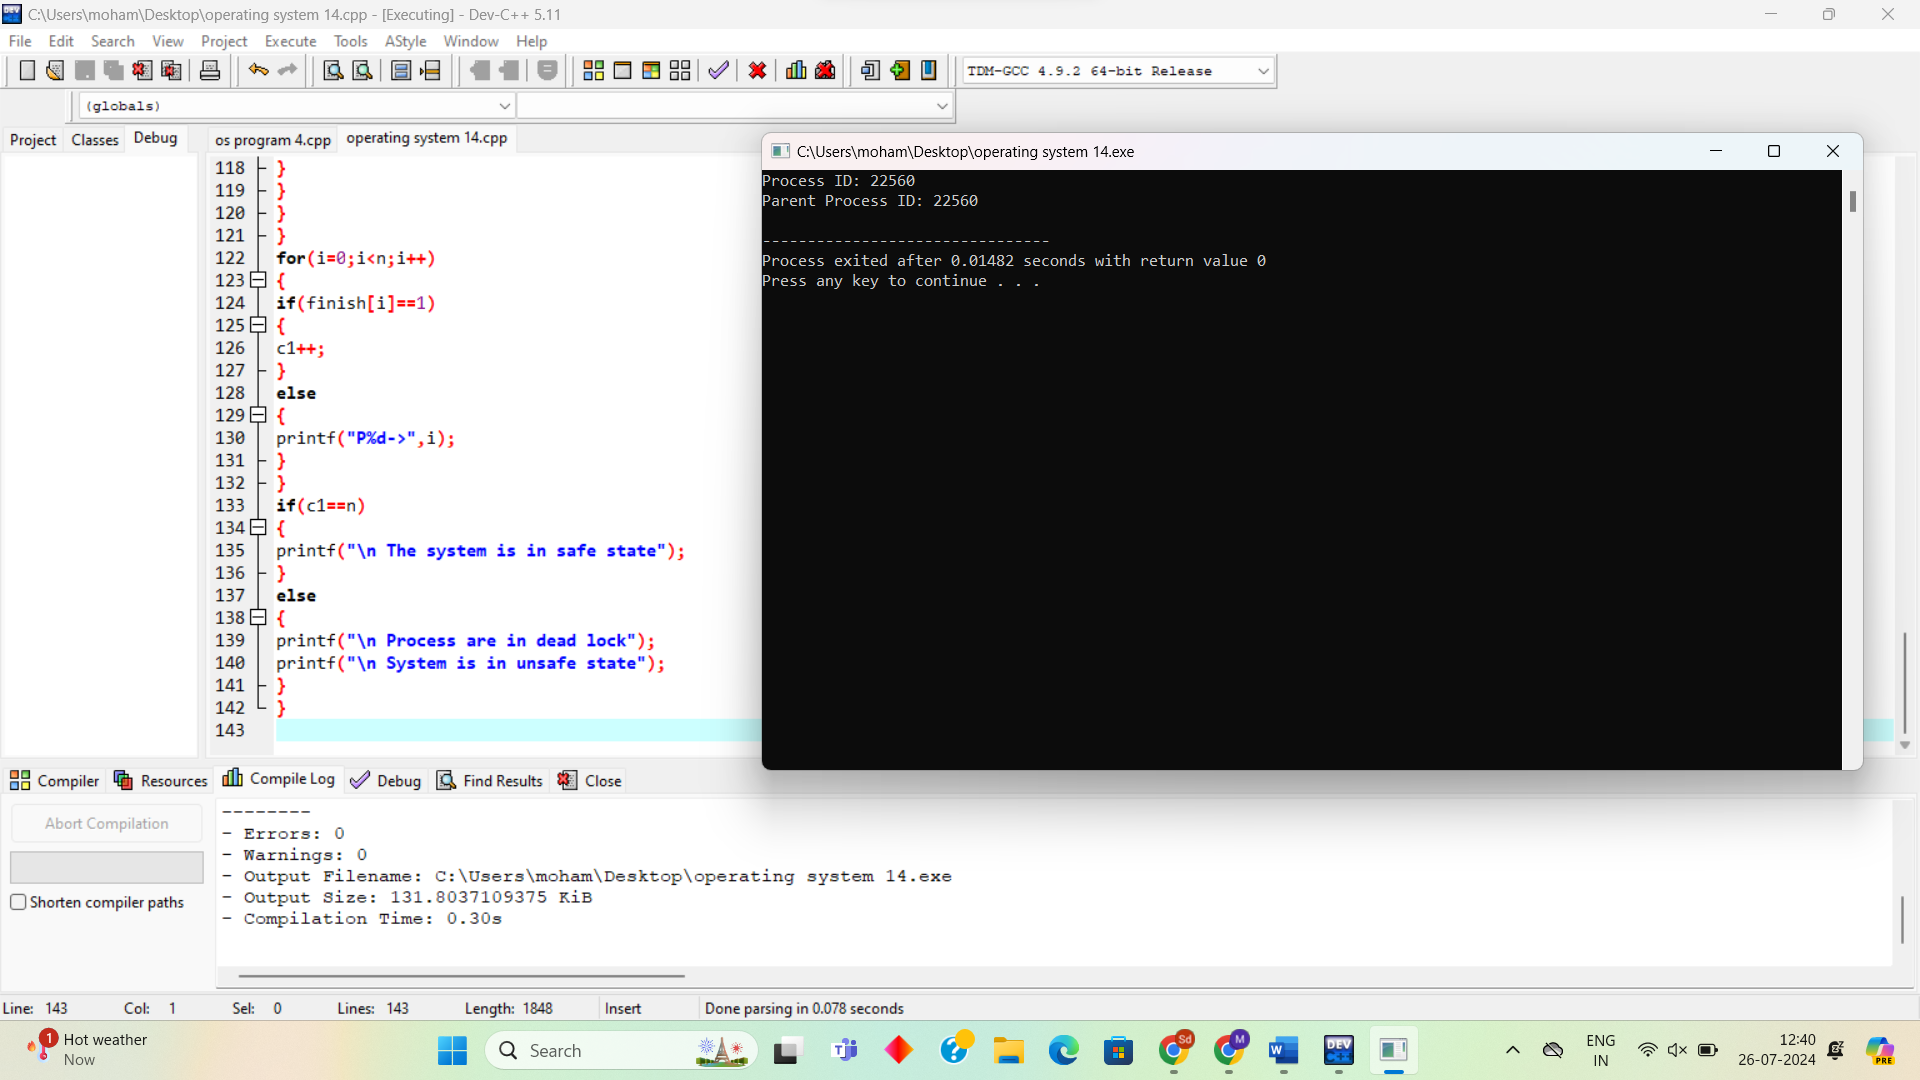 C:\Users\moham\Desktop\operating system 14.cpp - [Executing] - Dev-C++ 5.11
File Edit Search View Project Execute Tools AStyle Window Help
TDM-GCC 4.9.2 64-bit Release
(globals)
Project Classes Debug
os program 4.cpp operating system 14.cpp
118 }
119 }
120 }
121 }
122 for(i=0;i<n;i++)
123 {
124 if(finish[i]==1)
125 {
126 c1++;
127 }
128 else
129 {
130 printf("P%d->",i);
131 }
132 }
133 if(c1==n)
134 {
135 printf("\n The system is in safe state");
136 }
137 else
138 {
139 printf("\n Process are in dead lock");
140 printf("\n System is in unsafe state");
141 }
142 }
143
C:\Users\moham\Desktop\operating system 14.exe
Process ID: 22560
Parent Process ID: 22560
--------------------------------
Process exited after 0.01482 seconds with return value 0
Press any key to continue . . .
Compiler Resources Compile Log Debug Find Results Close
Abort Compilation
Shorten compiler paths
--------
- Errors: 0
- Warnings: 0
- Output Filename: C:\Users\moham\Desktop\operating system 14.exe
- Output Size: 131.8037109375 KiB
- Compilation Time: 0.30s
Line: 143 Col: 1 Sel: 0 Lines: 143 Length: 1848 Insert Done parsing in 0.078 seconds
1
Hot weather
Now
Search
Sd
M
DEV
C++
ENG
IN
12:40
26-07-2024
PRE